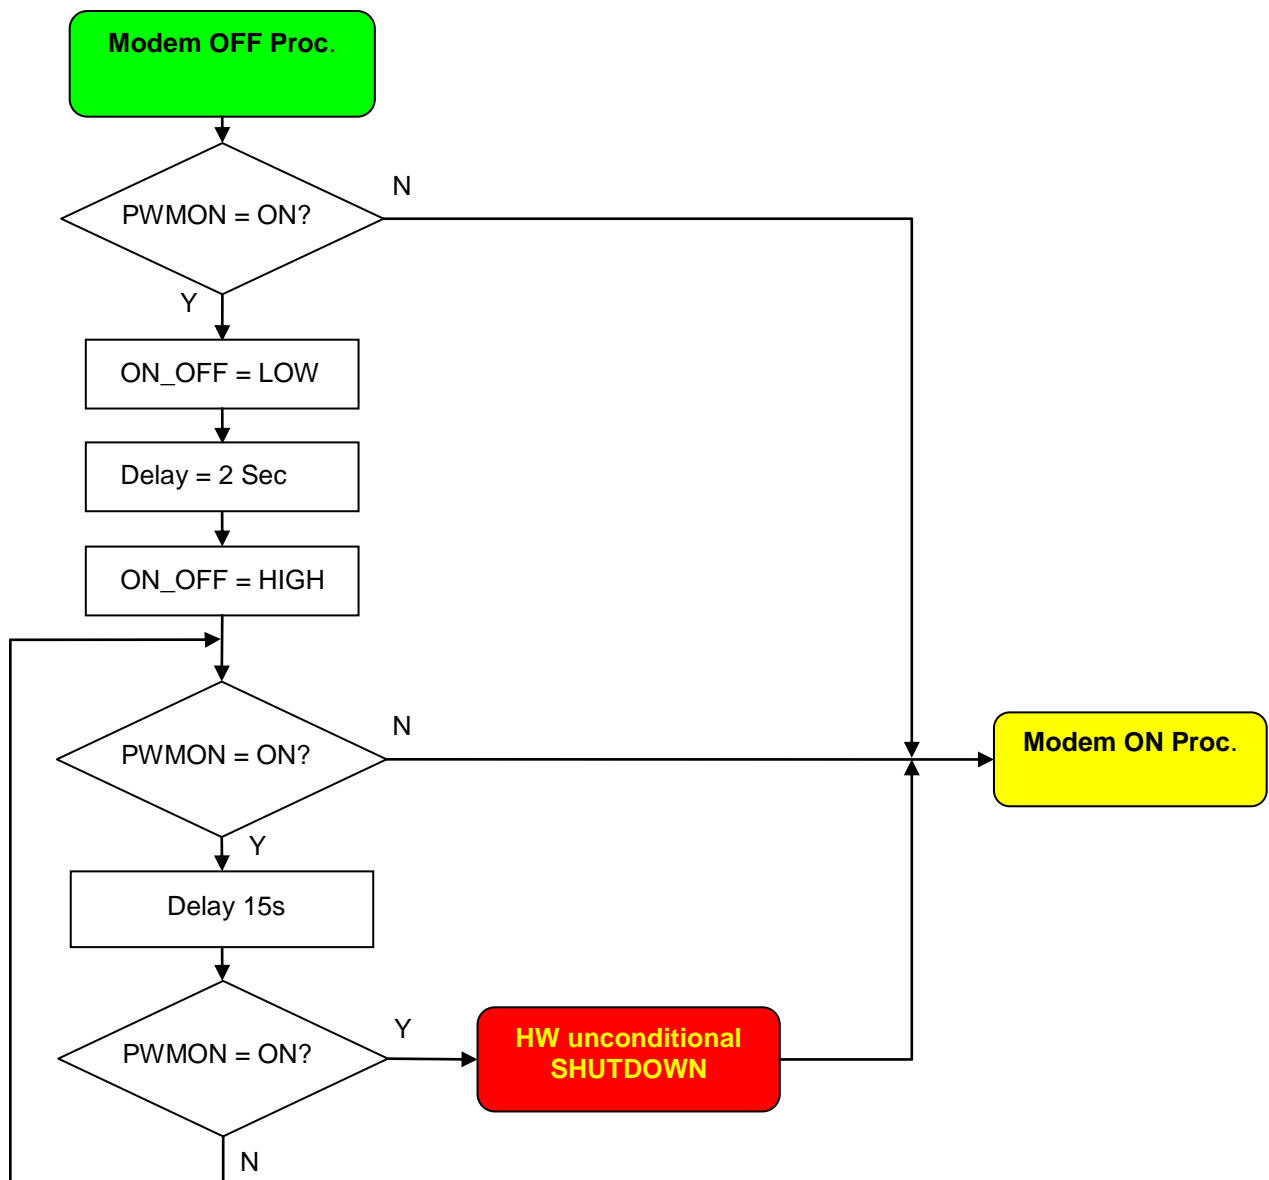 Modem OFF Proc.
N
PWMON = ON?
Y
ON_OFF = LOW
Delay = 2 Sec
ON_OFF = HIGH
N
PWMON = ON?
Modem ON Proc.
Y
Delay 15s
Y
PWMON = ON?
HW unconditional
SHUTDOWN
N